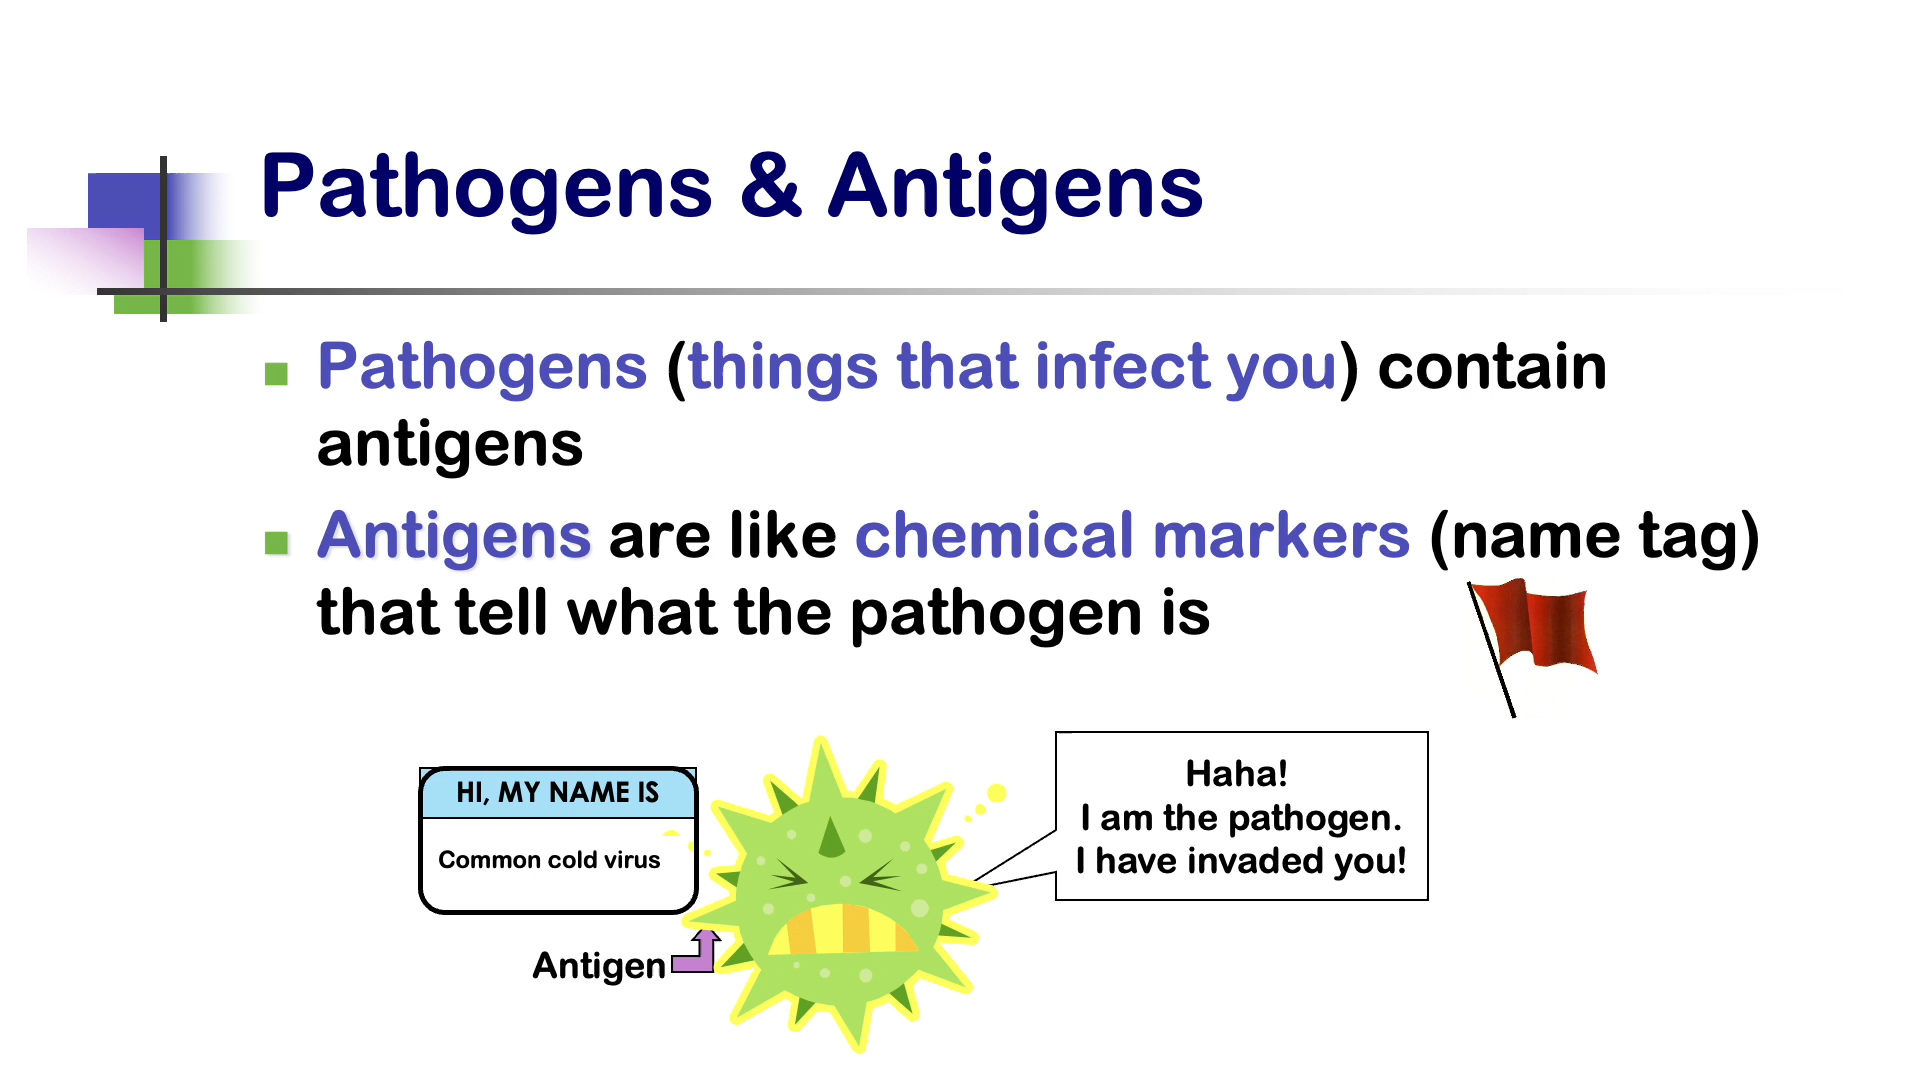 Pathogens & Antigens
Pathogens (things that infect you) contain
antigens
Antigens are like chemical markers (name tag)
that tell what the pathogen is
HI, MY NAME IS
Common cold virus
Antigen
Haha!
I am the pathogen.
I have invaded you!